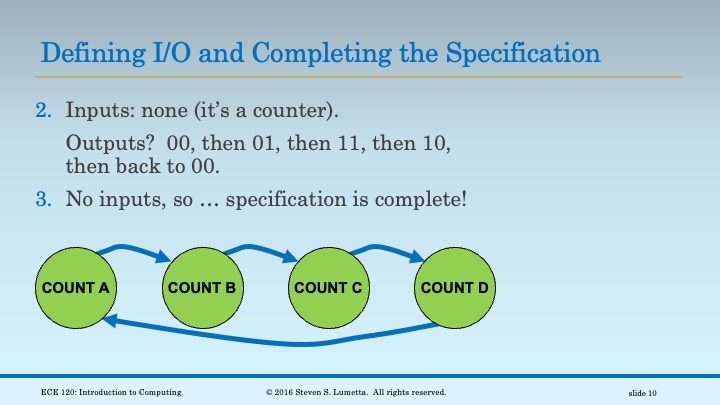 Defining I/O and Completing the Specification
2. Inputs: none (it’s a counter).
Outputs? 00, then 01, then 11, then 10,
then back to 00.
3. No inputs, so … specification is complete!
COUNT A
COUNT B
COUNT C
COUNT D
ECE 120: Introduction to Computing
© 2016 Steven S. Lumetta. All rights reserved.
slide 10